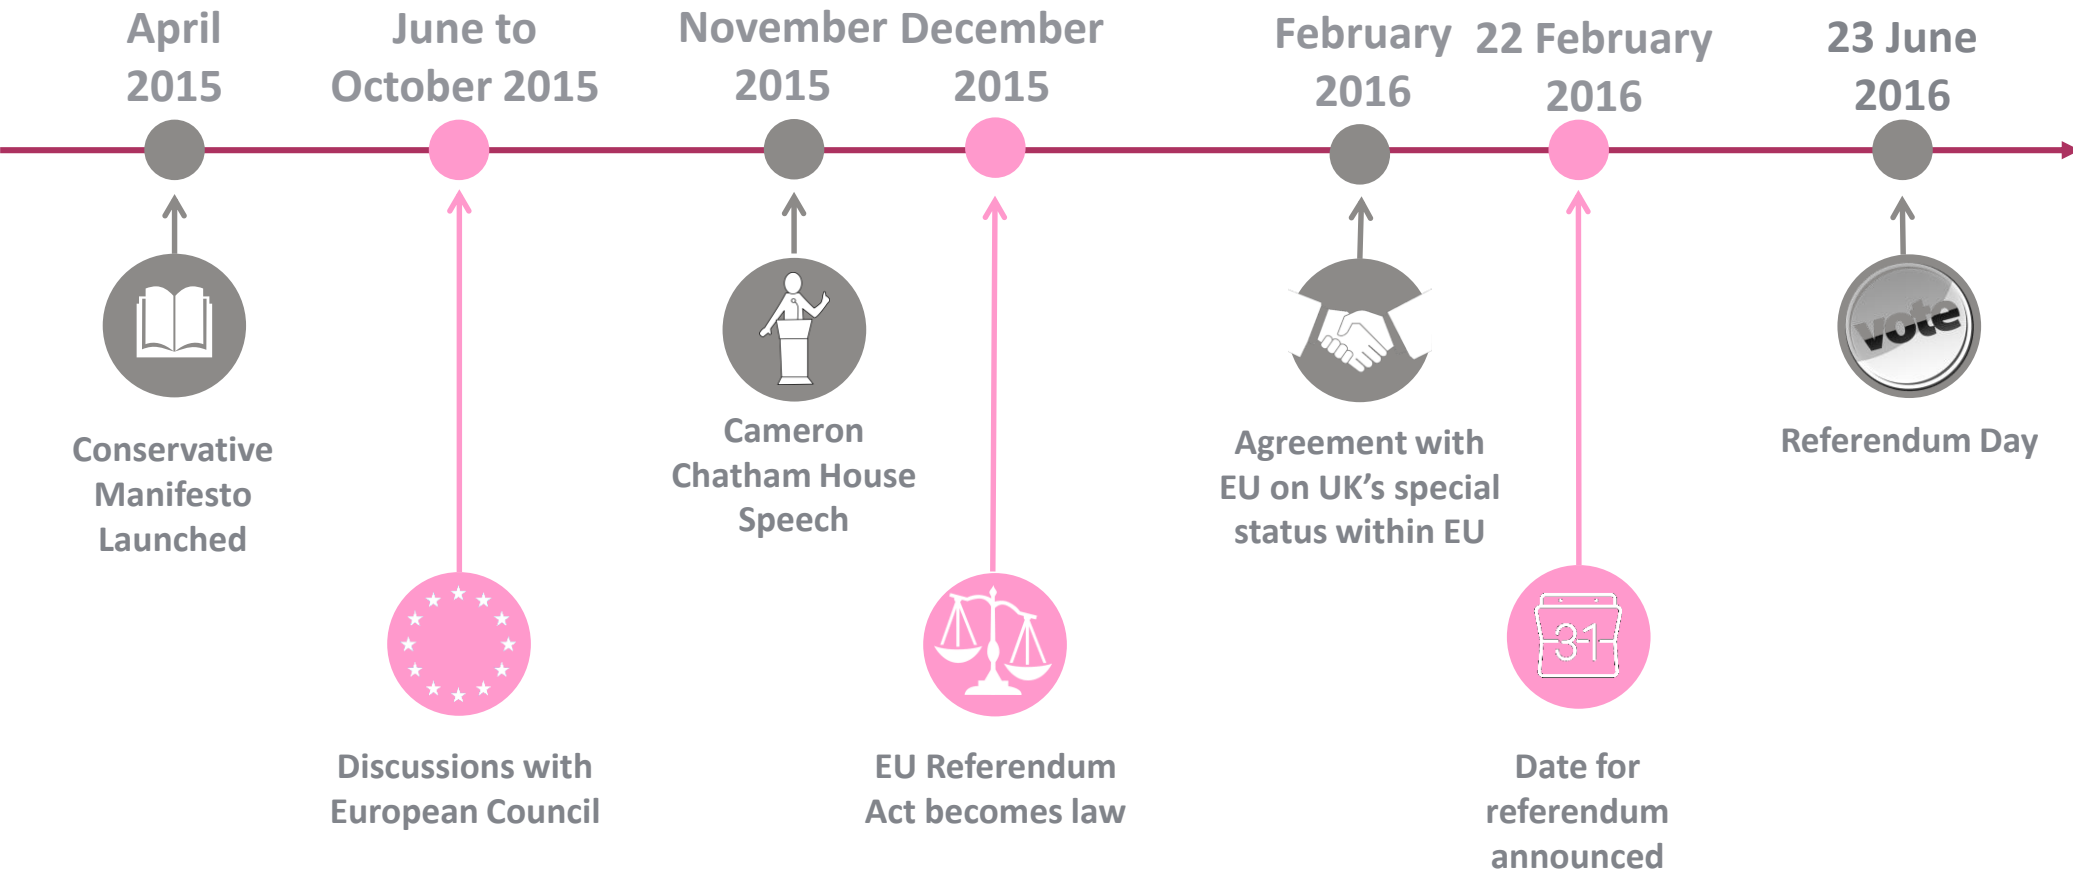 April
2015
June to
October 2015
November
2015
December
2015
February
2016
22 February
2016
23 June
2016
Conservative
Manifesto
Launched
Cameron
Chatham House
Speech
Agreement with
EU on UK’s special
status within EU
vote
Referendum Day
31
Discussions with
European Council
EU Referendum
Act becomes law
Date for
referendum
announced